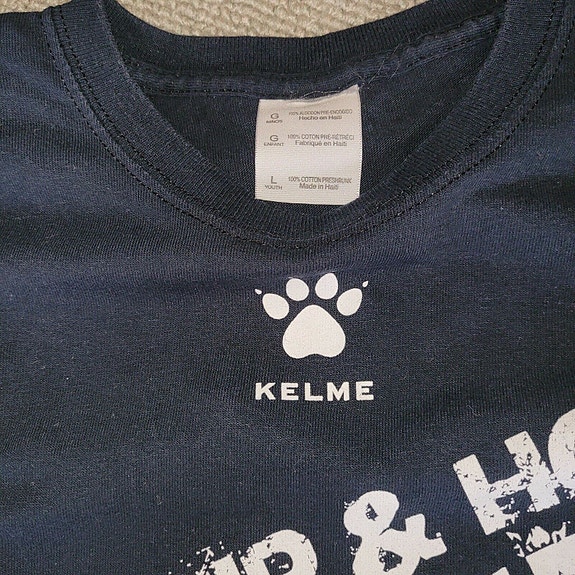 G 100% ALGODON PRE-ENCOGIDO
MINCRI Hecho en Haití
G 100% COTON PRÉ-RÉTRÉCI
ENFANT Fabriqué en Haïti
L 100% COTTON PRESHRUNK
YOUTH Made in Haiti
KELME
&